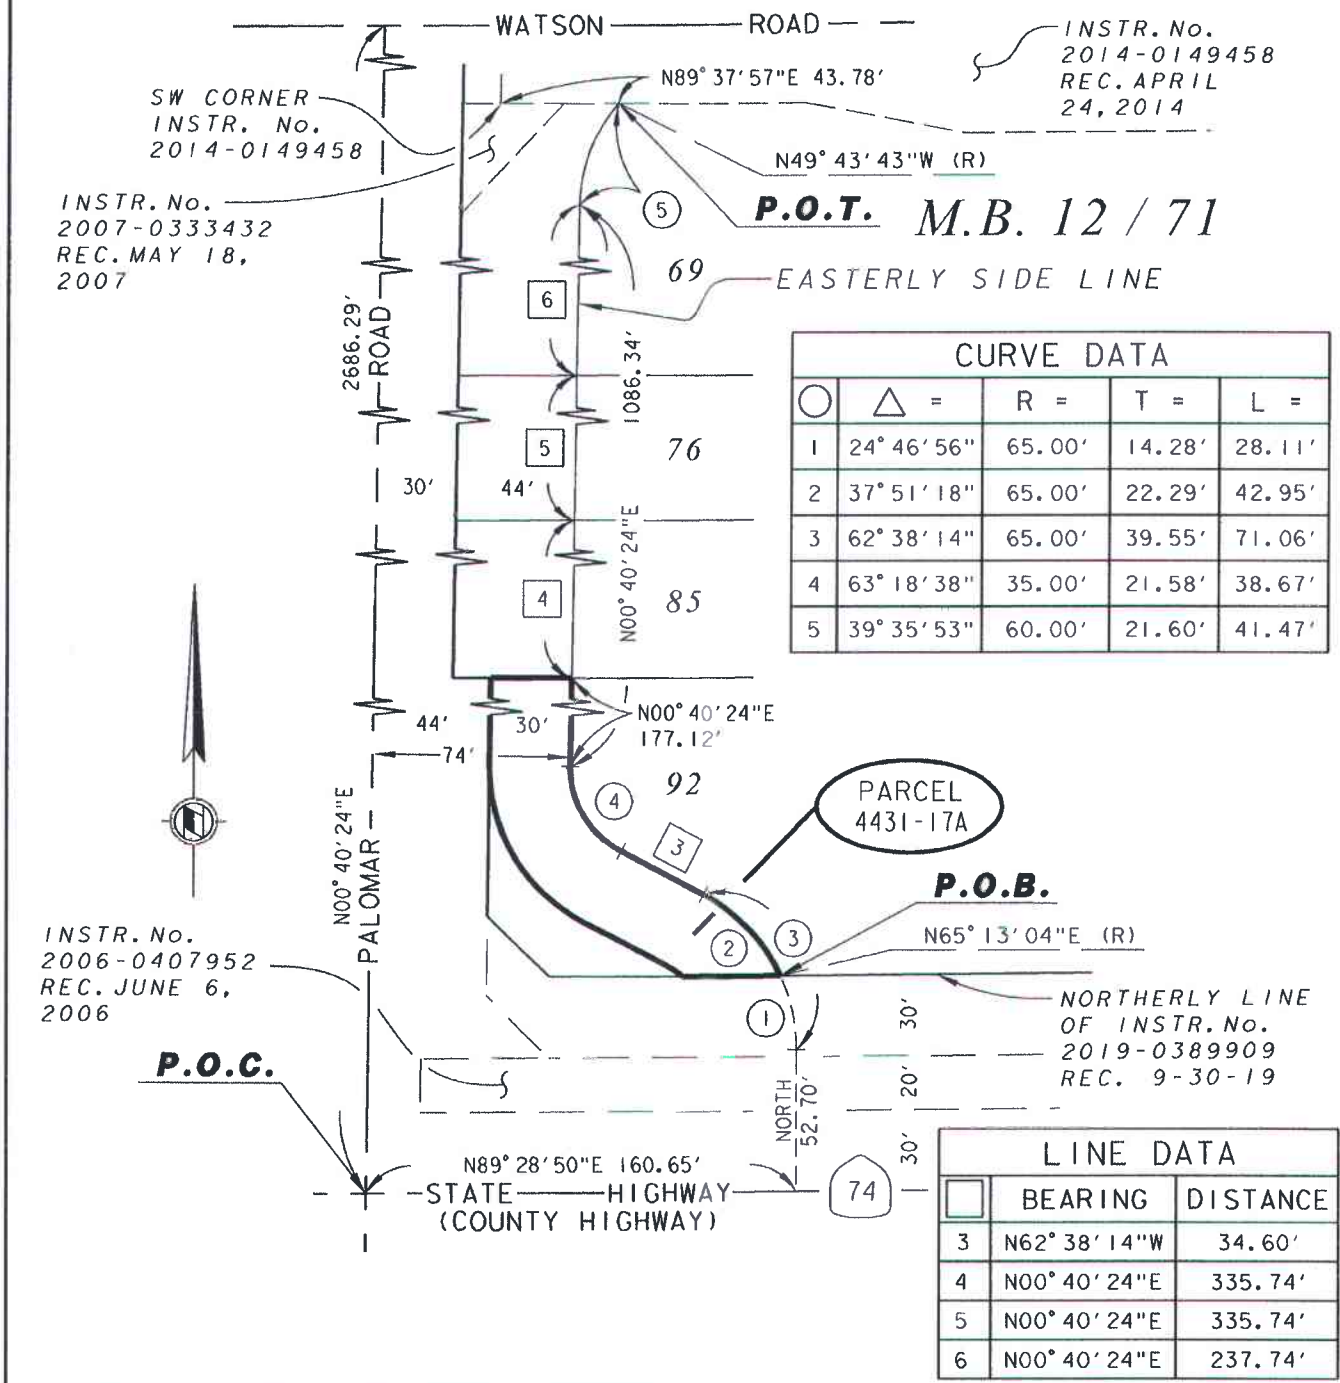 WATSON ROAD
INSTR. No.
2014-0149458
REC. APRIL
24, 2014
N89°37'57"E 43.78'
SW CORNER
INSTR. No.
2014-0149458
N49°43'43"W (R)
P.O.T.
M.B. 12 / 71
INSTR. No.
2007-0333432
REC. MAY 18,
2007
5
69
EASTERLY SIDE LINE
6
2686.29'
ROAD
1086.34'
CURVE DATA
△ = R = T = L =
1 24°46'56" 65.00' 14.28' 28.11'
2 37°51'18" 65.00' 22.29' 42.95'
3 62°38'14" 65.00' 39.55' 71.06'
4 63°18'38" 35.00' 21.58' 38.67'
5 39°35'53" 60.00' 21.60' 41.47'
5
76
30'
44'
N00°40'24"E
4
85
44'
30'
74'
N00°40'24"E
177.12'
92
4
3
PARCEL
4431-17A
N00°40'24"E
PALOMAR
P.O.B.
N65°13'04"E (R)
2
3
INSTR. No.
2006-0407952
REC. JUNE 6,
2006
1
NORTHERLY LINE
OF INSTR. No.
2019-0389909
REC. 9-30-19
30'
20'
30'
P.O.C.
NORTH
52.70'
N89°28'50"E 160.65'
STATE HIGHWAY
(COUNTY HIGHWAY)
74
LINE DATA
BEARING DISTANCE
3 N62°38'14"W 34.60'
4 N00°40'24"E 335.74'
5 N00°40'24"E 335.74'
6 N00°40'24"E 237.74'